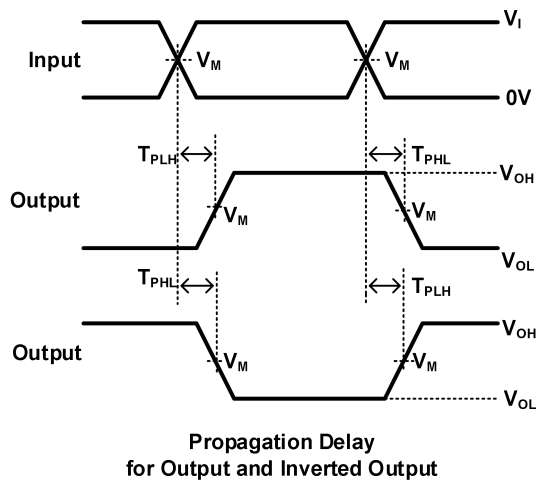 V_I
Input V_M V_M
0V
T_PLH T_PHL
V_OH
Output V_M V_M
V_OL
T_PHL T_PLH
V_OH
Output V_M V_M
V_OL
Propagation Delay
for Output and Inverted Output